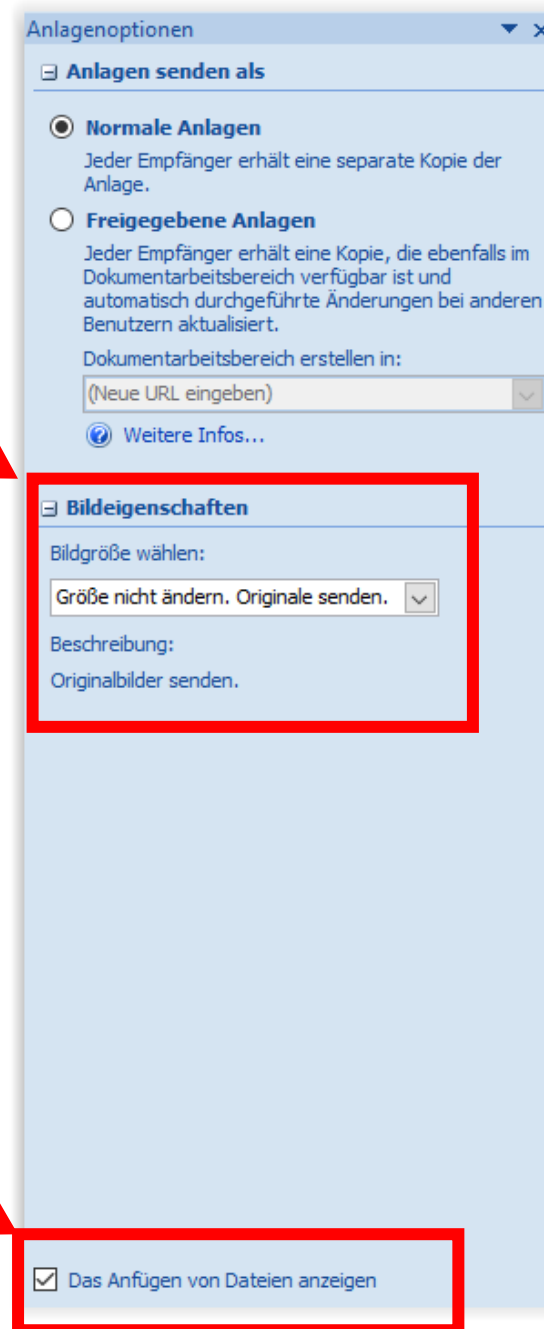 Anlagenoptionen
Anlagen senden als
Normale Anlagen
Jeder Empfänger erhält eine separate Kopie der
Anlage.
Freigegebene Anlagen
Jeder Empfänger erhält eine Kopie, die ebenfalls im
Dokumentarbeitsbereich verfügbar ist und
automatisch durchgeführte Änderungen bei anderen
Benutzern aktualisiert.
Dokumentarbeitsbereich erstellen in:
(Neue URL eingeben)
Weitere Infos...
Bildeigenschaften
Bildgröße wählen:
Größe nicht ändern. Originale senden.
Beschreibung:
Originalbilder senden.
Das Anfügen von Dateien anzeigen